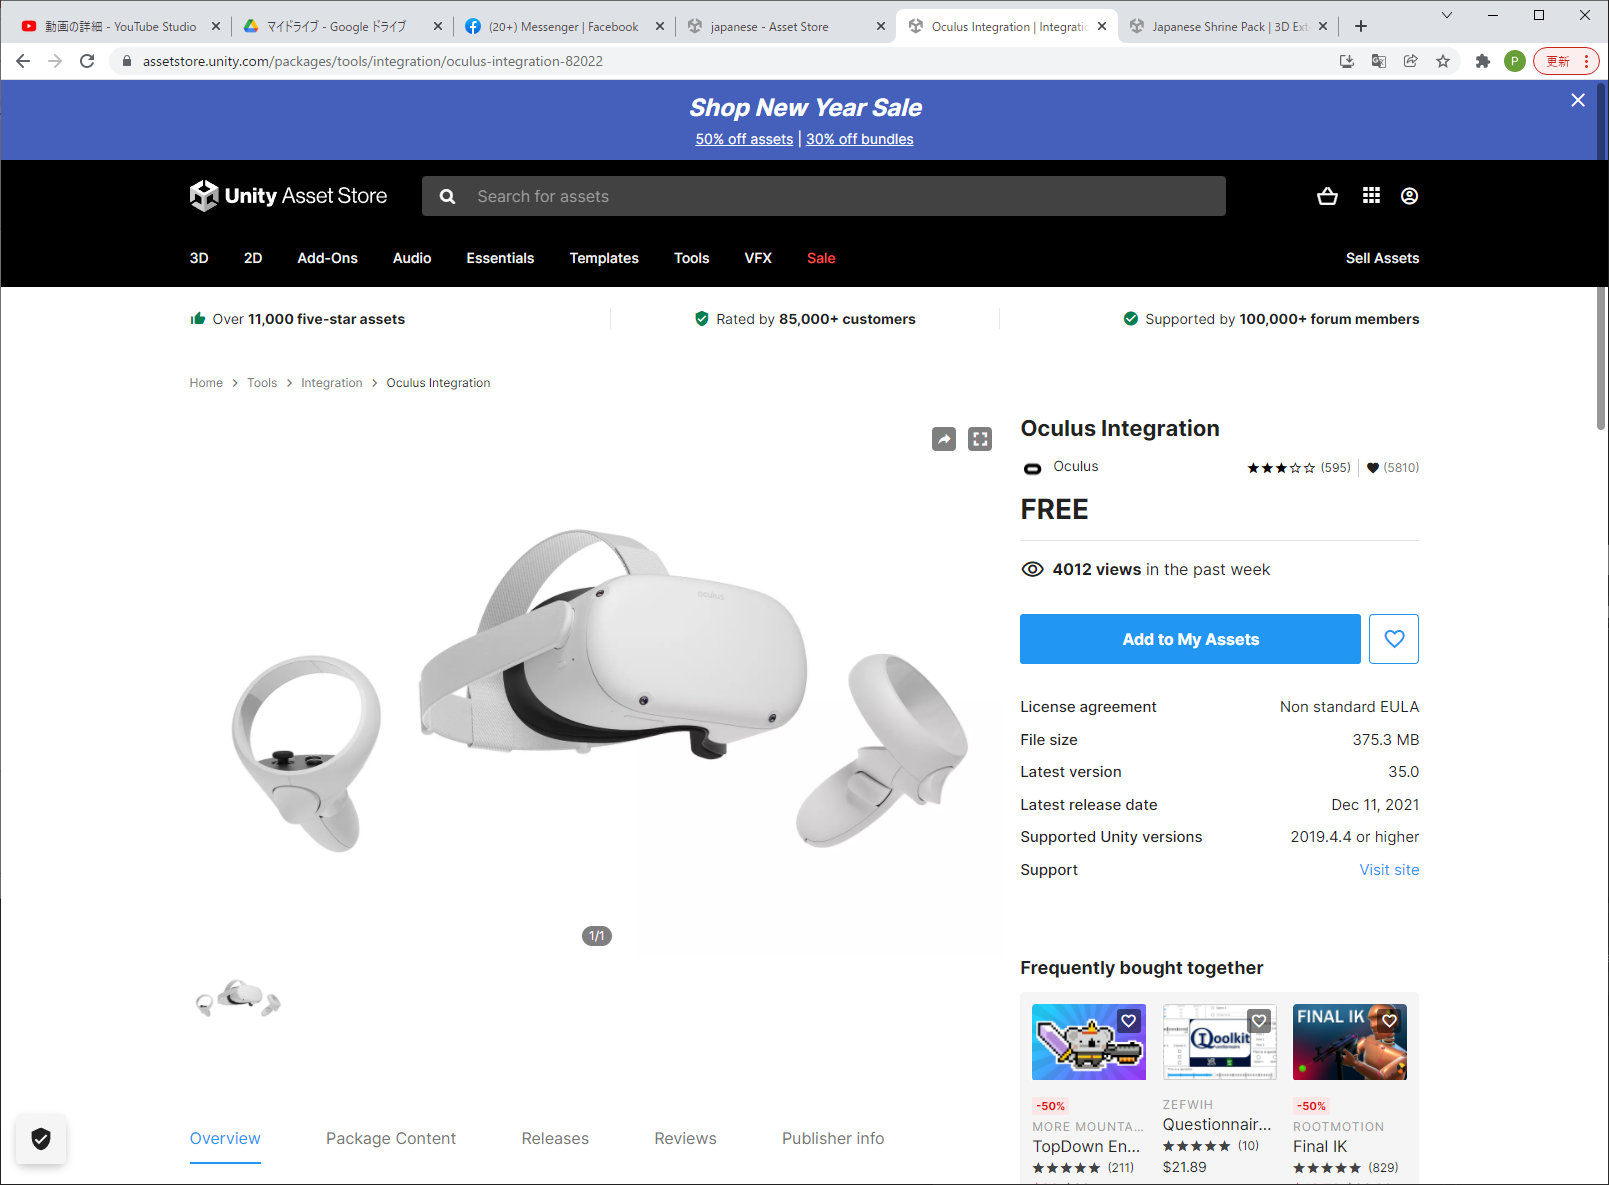 動画の詳細 - YouTube Studio
マイドライブ - Google ドライブ
(20+) Messenger | Facebook
japanese - Asset Store
Oculus Integration | Integratio
Japanese Shrine Pack | 3D Ext
assetstore.unity.com/packages/tools/integration/oculus-integration-82022
P
更新
Shop New Year Sale
50% off assets | 30% off bundles
Unity Asset Store
Search for assets
3D
2D
Add-Ons
Audio
Essentials
Templates
Tools
VFX
Sale
Sell Assets
Over 11,000 five-star assets
Rated by 85,000+ customers
Supported by 100,000+ forum members
Home > Tools > Integration > Oculus Integration
oculus
1/1
Oculus Integration
Oculus
(595)
(5810)
FREE
4012 views in the past week
Add to My Assets
License agreement
Non standard EULA
File size
375.3 MB
Latest version
35.0
Latest release date
Dec 11, 2021
Supported Unity versions
2019.4.4 or higher
Support
Visit site
Frequently bought together
Toolkit
FINAL IK
-50%
MORE MOUNTA...
TopDown En...
(211)
ZEFWIH
Questionnair...
(10)
$21.89
-50%
ROOTMOTION
Final IK
(829)
Overview
Package Content
Releases
Reviews
Publisher info